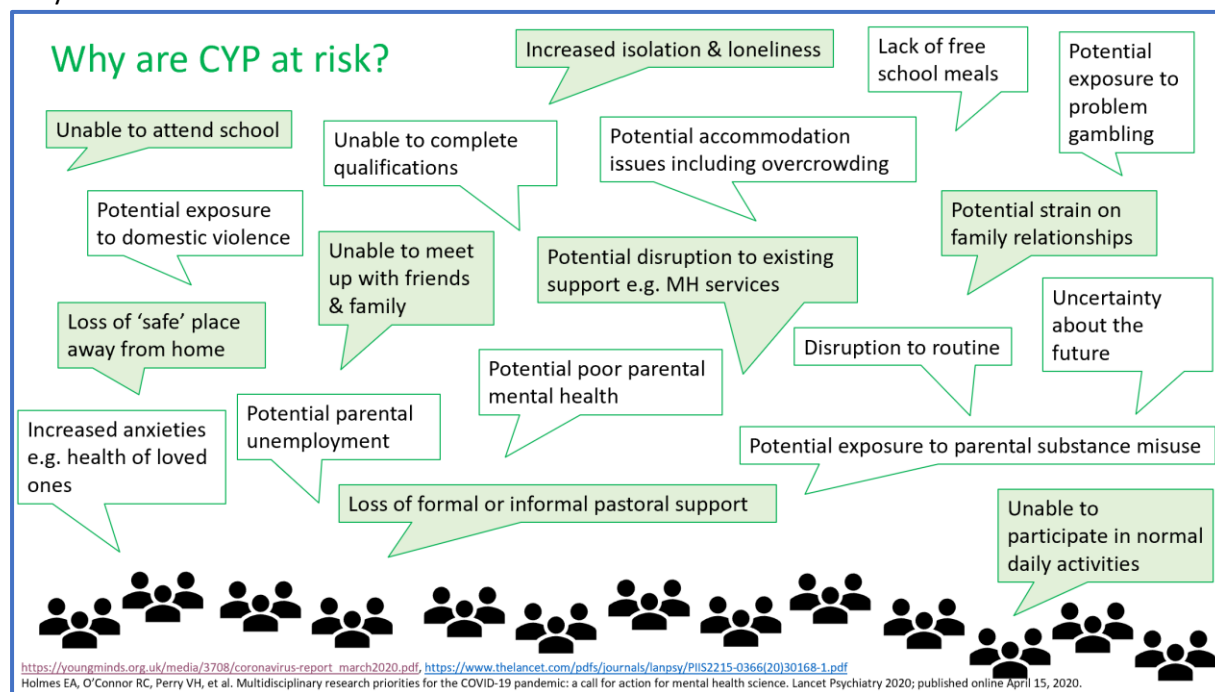 Why are CYP at risk?
Increased isolation & loneliness
Lack of free
school meals
Potential
exposure to
problem
gambling
Unable to attend school
Unable to complete
qualifications
Potential accommodation
issues including overcrowding
Potential exposure
to domestic violence
Unable to meet
up with friends
& family
Potential disruption to existing
support e.g. MH services
Potential strain on
family relationships
Loss of ‘safe’ place
away from home
Potential poor parental
mental health
Disruption to routine
Uncertainty
about the
future
Increased anxieties
e.g. health of loved
ones
Potential parental
unemployment
Potential exposure to parental substance misuse
Loss of formal or informal pastoral support
Unable to
participate in normal
daily activities
https://youngminds.org.uk/media/3708/coronavirus-report_march2020.pdf, https://www.thelancet.com/pdfs/journals/lanpsy/PIIS2215-0366(20)30168-1.pdf
Holmes EA, O’Connor RC, Perry VH, et al. Multidisciplinary research priorities for the COVID-19 pandemic: a call for action for mental health science. Lancet Psychiatry 2020; published online April 15, 2020.